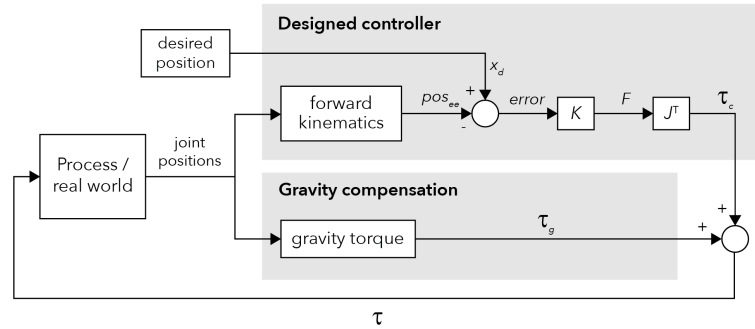 Designed controller
desired
position
x_d
+
forward
kinematics
pos_ee
-
error
K
F
J^T
τ_c
Process /
real world
joint
positions
Gravity compensation
gravity torque
τ_g
+
+
τ